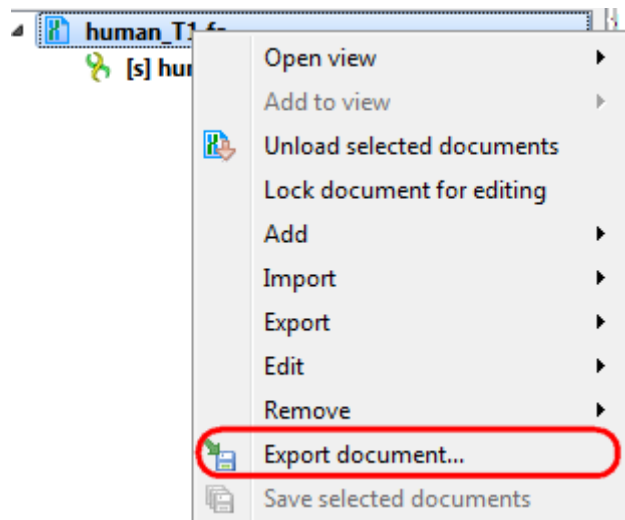 human_T1.fa
Open view
[s] hu
Add to view
Unload selected documents
Lock document for editing
Add
Import
Export
Edit
Remove
Export document...
Save selected documents